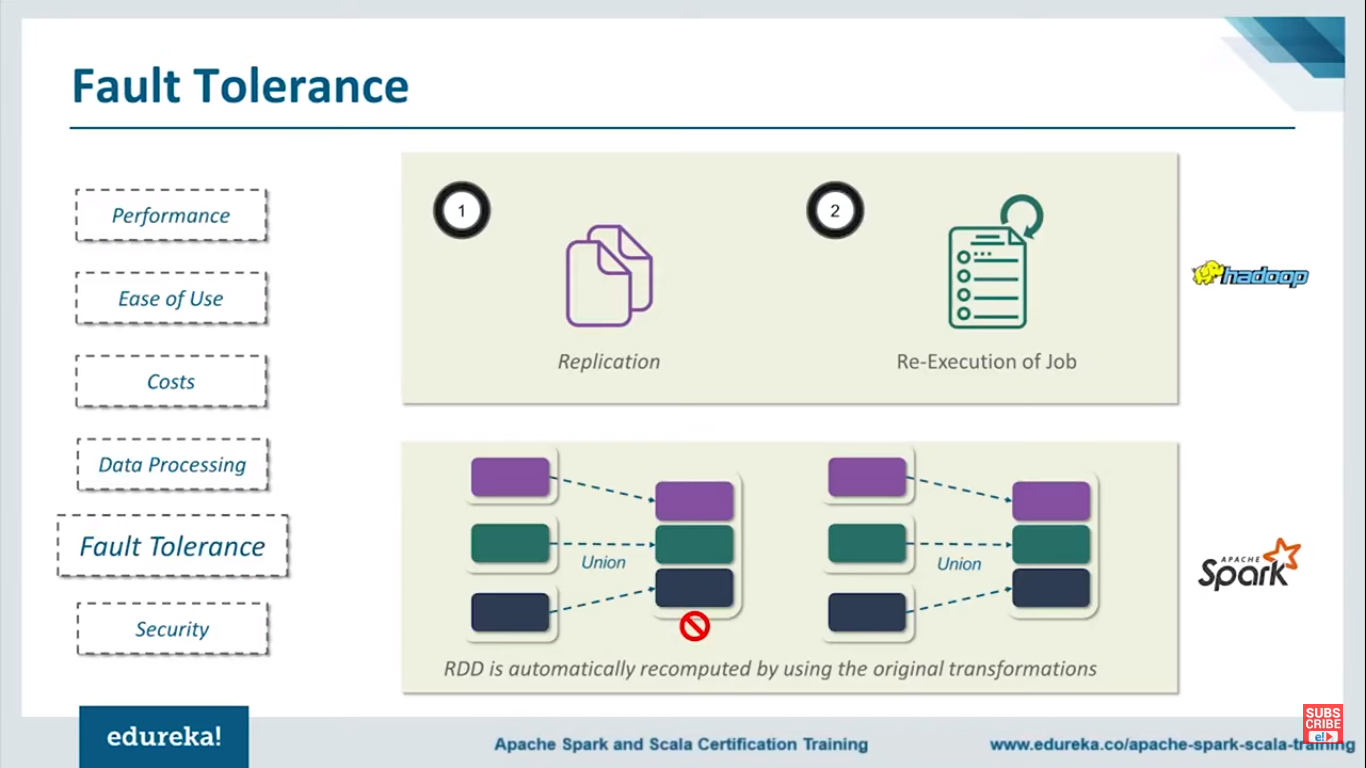 Fault Tolerance
Performance
Ease of Use
Costs
Data Processing
Fault Tolerance
Security
1
2
Replication
Re-Execution of Job
hadoop
Union
Union
RDD is automatically recomputed by using the original transformations
APACHE
Spark
edureka!
Apache Spark and Scala Certification Training
www.edureka.co/apache-spark-scala-training
SUBS
CRIBE
e!